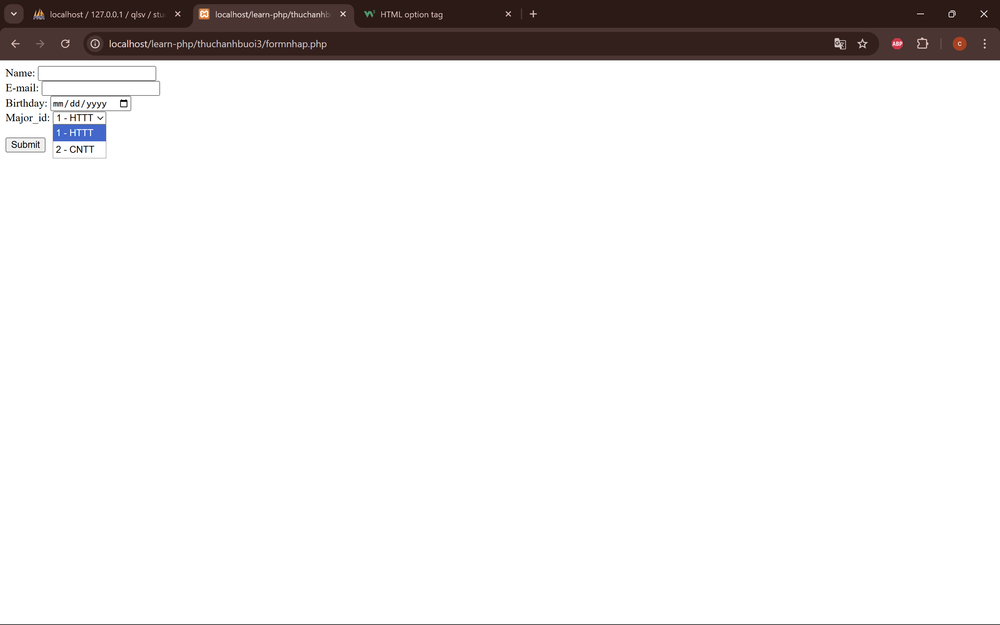 localhost / 127.0.0.1 / qlsv / stu
localhost/learn-php/thuchanhb
HTML option tag
localhost/learn-php/thuchanhbuoi3/formnhap.php
ABP
C
Name:
E-mail:
Birthday: mm/dd/yyyy
Major_id: 1 - HTTT
1 - HTTT
2 - CNTT
Submit